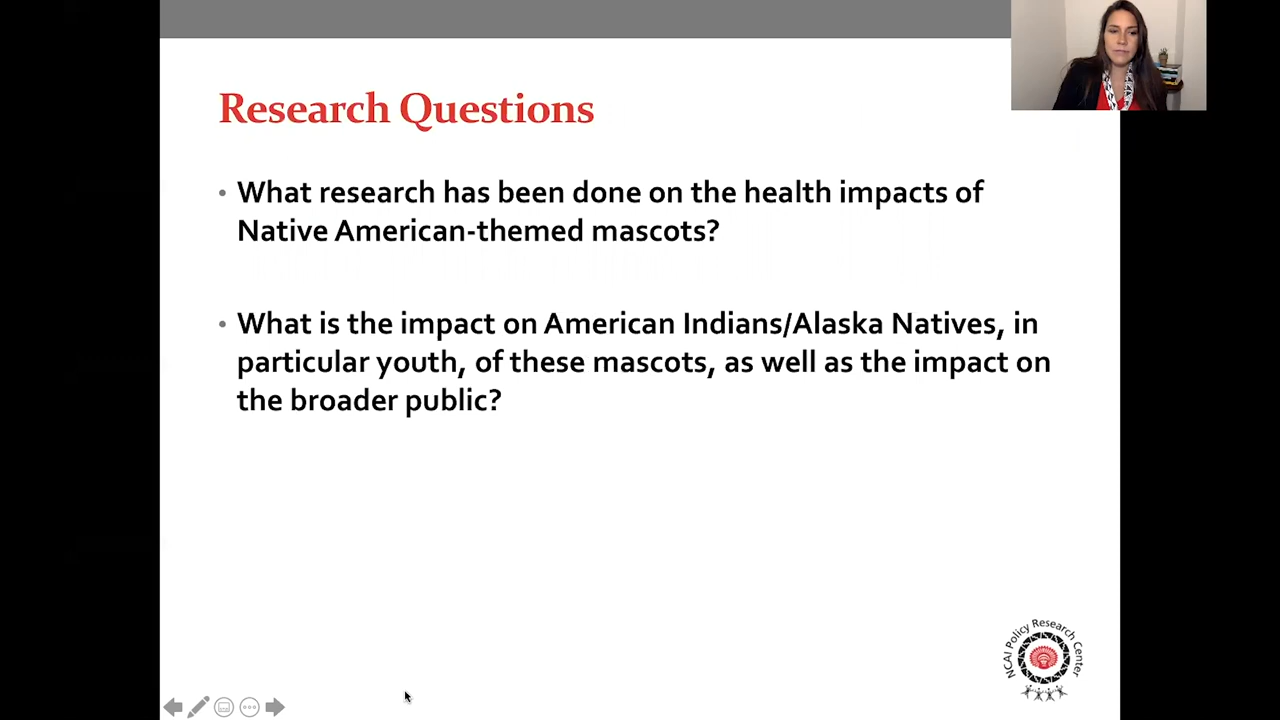 Research Questions
• What research has been done on the health impacts of
Native American-themed mascots?
• What is the impact on American Indians/Alaska Natives, in
particular youth, of these mascots, as well as the impact on
the broader public?
NCAI Policy Research Center